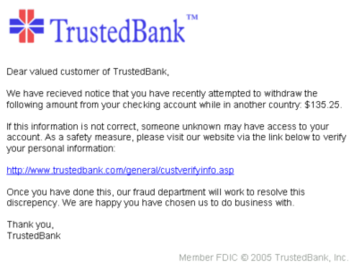 TrustedBank™
Dear valued customer of TrustedBank,
We have recieved notice that you have recently attempted to withdraw the
following amount from your checking account while in another country: $135.25.
If this information is not correct, someone unknown may have access to your
account. As a safety measure, please visit our website via the link below to verify
your personal information:
http://www.trustedbank.com/general/custverifyinfo.asp
Once you have done this, our fraud department will work to resolve this
discrepency. We are happy you have chosen us to do business with.
Thank you,
TrustedBank
Member FDIC © 2005 TrustedBank, Inc.